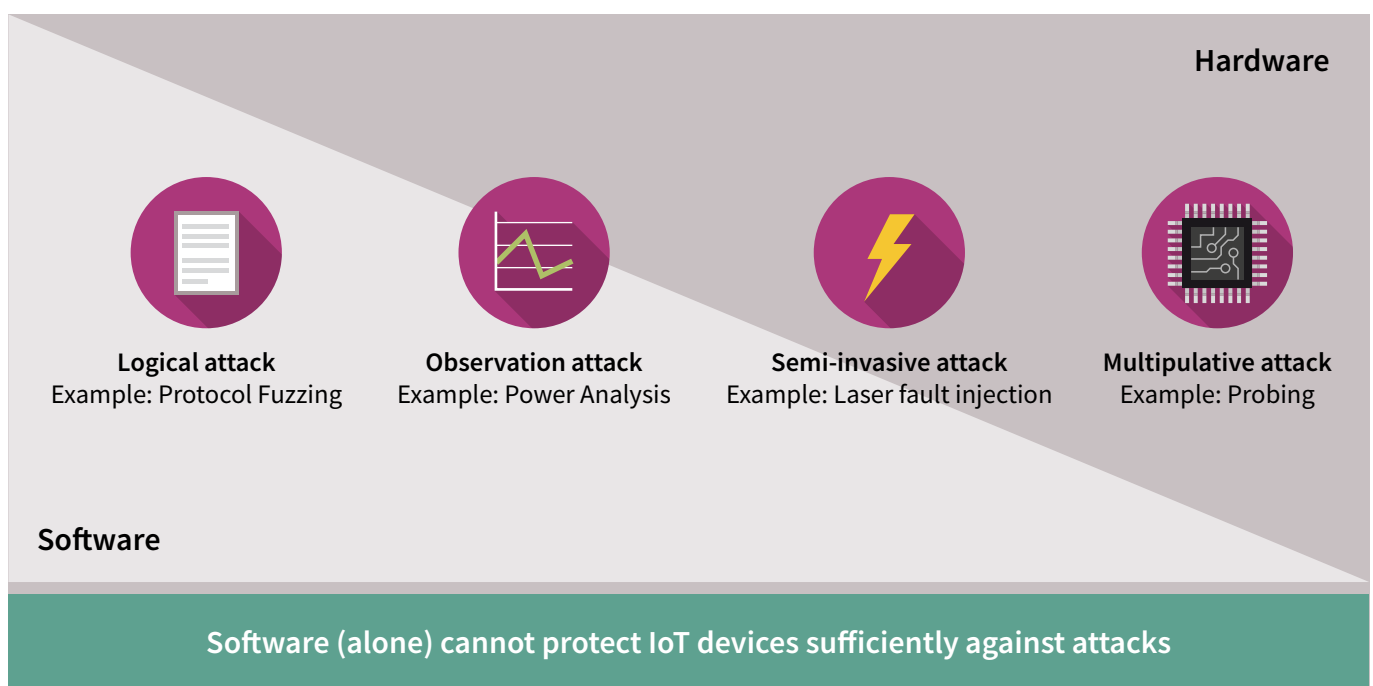 Hardware
Logical attack
Example: Protocol Fuzzing
Observation attack
Example: Power Analysis
Semi-invasive attack
Example: Laser fault injection
Multipulative attack
Example: Probing
Software
Software (alone) cannot protect IoT devices sufficiently against attacks